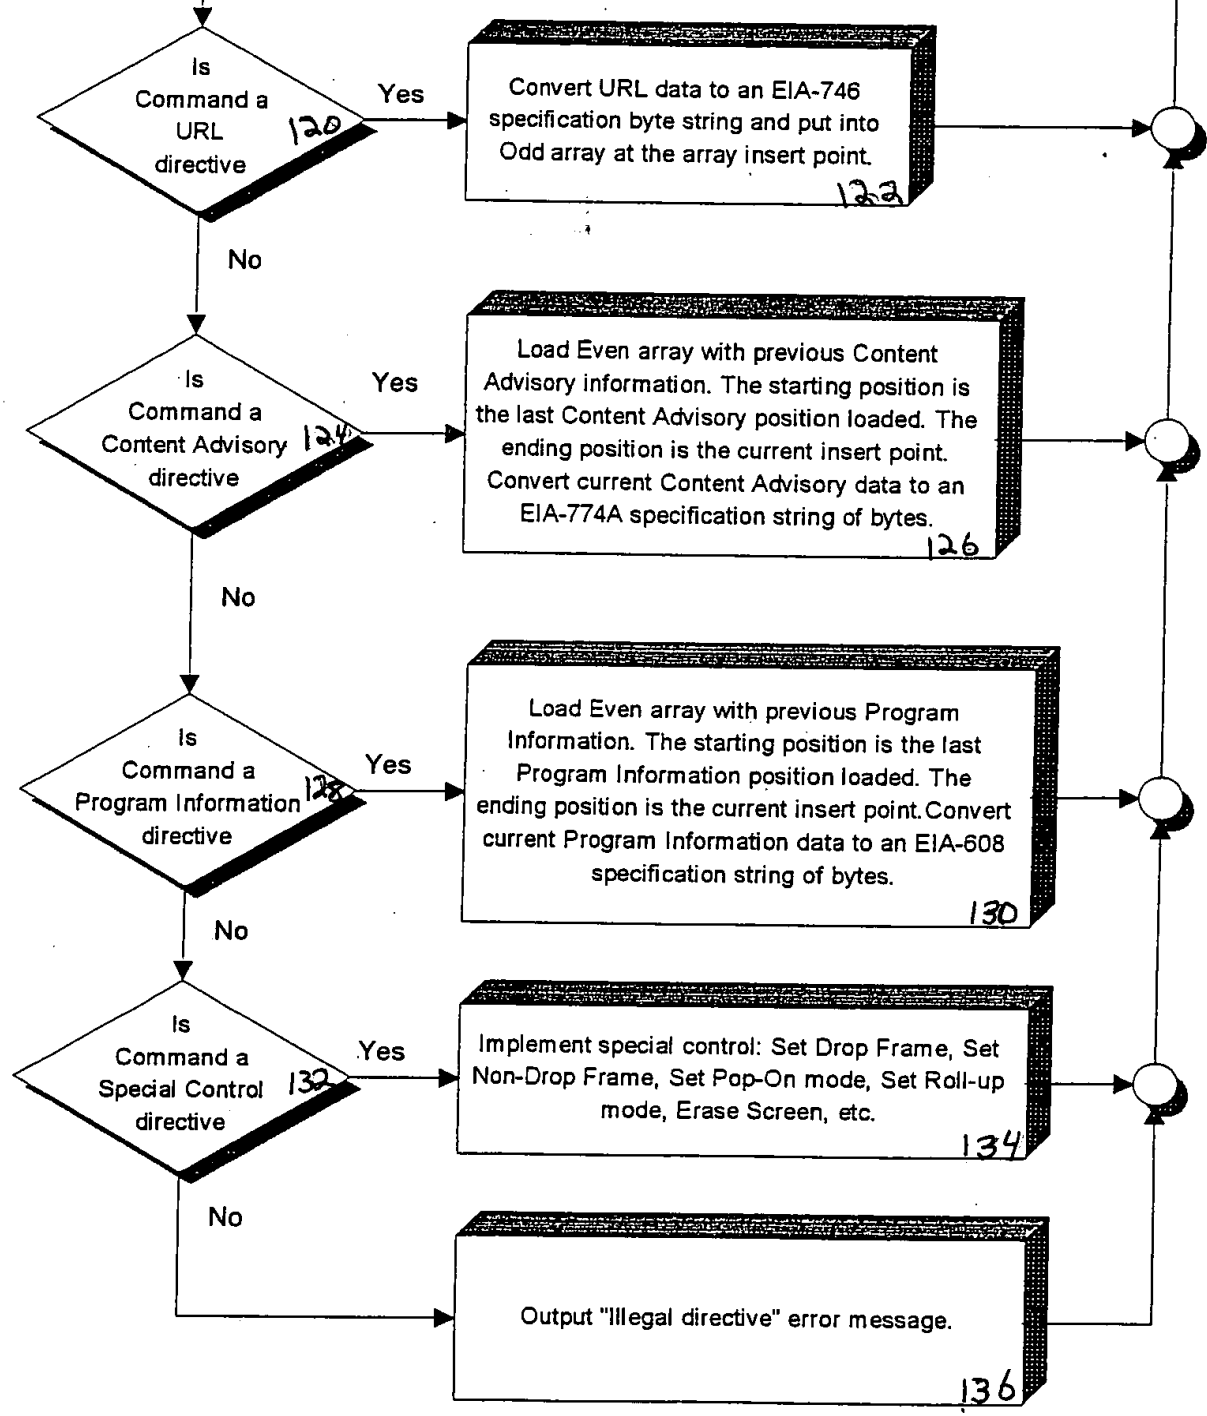 Is
Command a
URL
directive
120
Yes
Convert URL data to an EIA-746
specification byte string and put into
Odd array at the array insert point.
122
No
Is
Command a
Content Advisory
directive
124
Yes
Load Even array with previous Content
Advisory information. The starting position is
the last Content Advisory position loaded. The
ending position is the current insert point.
Convert current Content Advisory data to an
EIA-774A specification string of bytes.
126
No
Is
Command a
Program Information
directive
128
Yes
Load Even array with previous Program
Information. The starting position is the last
Program Information position loaded. The
ending position is the current insert point. Convert
current Program Information data to an EIA-608
specification string of bytes.
130
No
Is
Command a
Special Control
directive
132
Yes
Implement special control: Set Drop Frame, Set
Non-Drop Frame, Set Pop-On mode, Set Roll-up
mode, Erase Screen, etc.
134
No
Output "Illegal directive" error message.
136